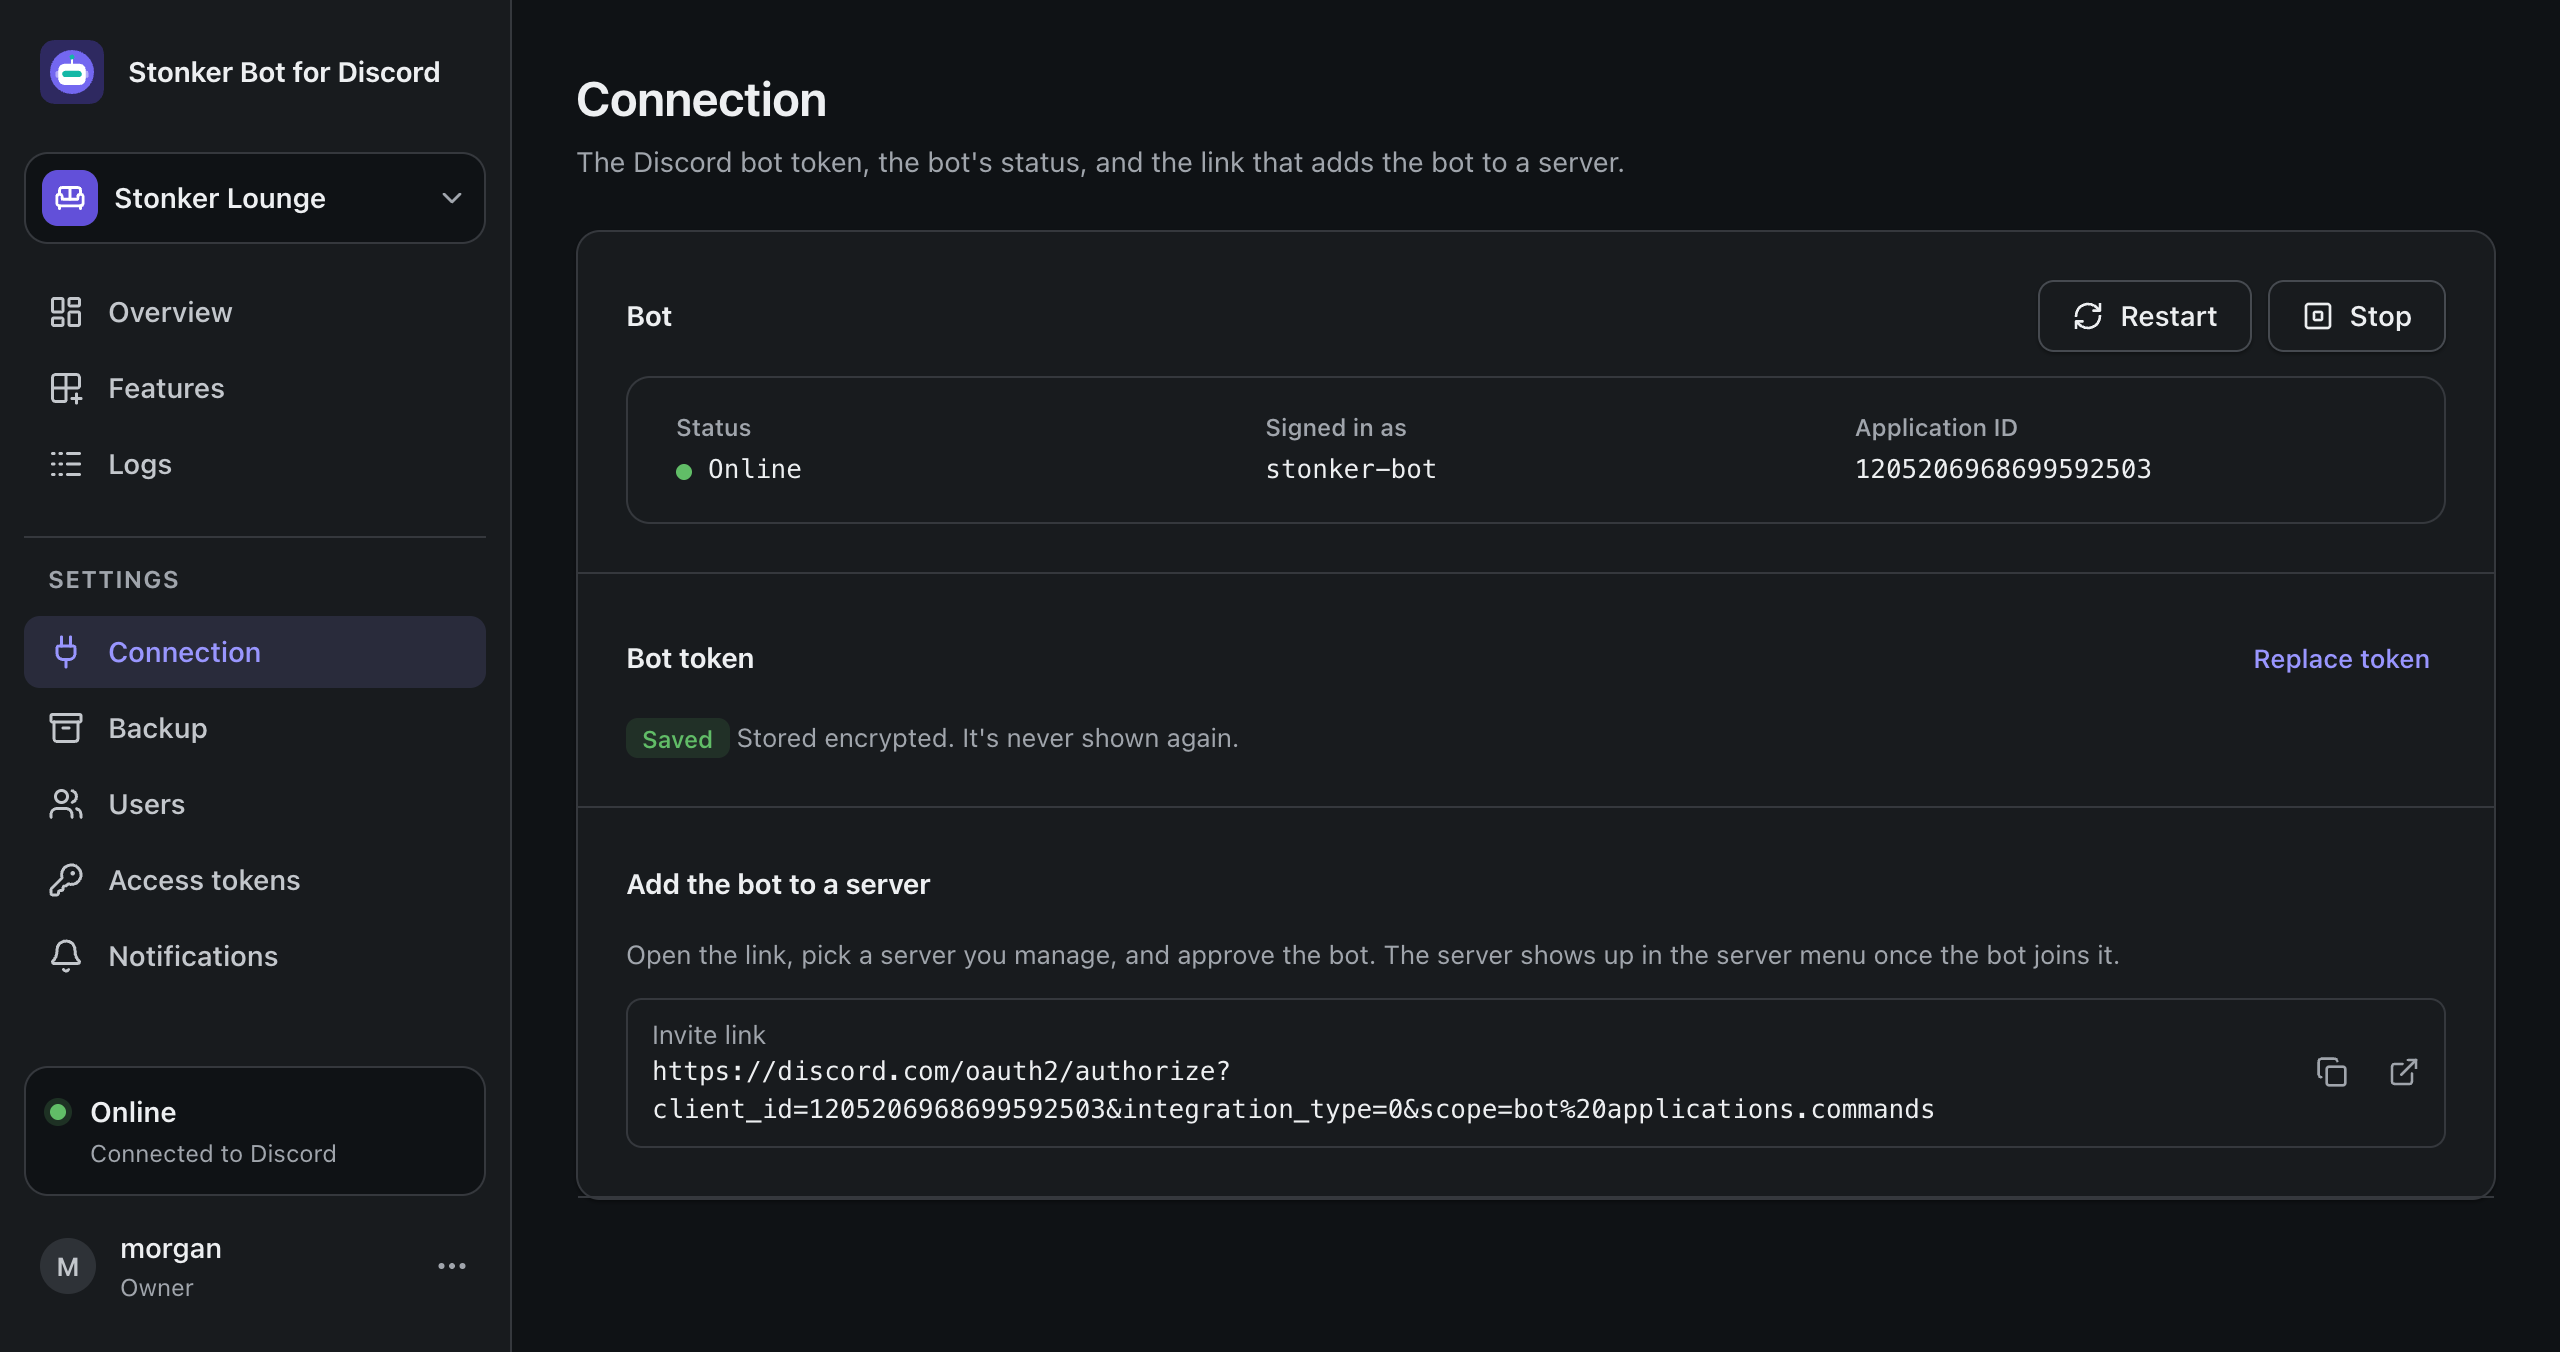 Stonker Bot for Discord
Stonker Lounge
Overview
Features
Logs
SETTINGS
Connection
Backup
Users
Access tokens
Notifications
Online
Connected to Discord
M
morgan
Owner
Connection
The Discord bot token, the bot's status, and the link that adds the bot to a server.
Bot
Restart
Stop
Status
Online
Signed in as
stonker-bot
Application ID
1205206968699592503
Bot token
Replace token
Saved Stored encrypted. It's never shown again.
Add the bot to a server
Open the link, pick a server you manage, and approve the bot. The server shows up in the server menu once the bot joins it.
Invite link
https://discord.com/oauth2/authorize?
client_id=1205206968699592503&integration_type=0&scope=bot%20applications.commands